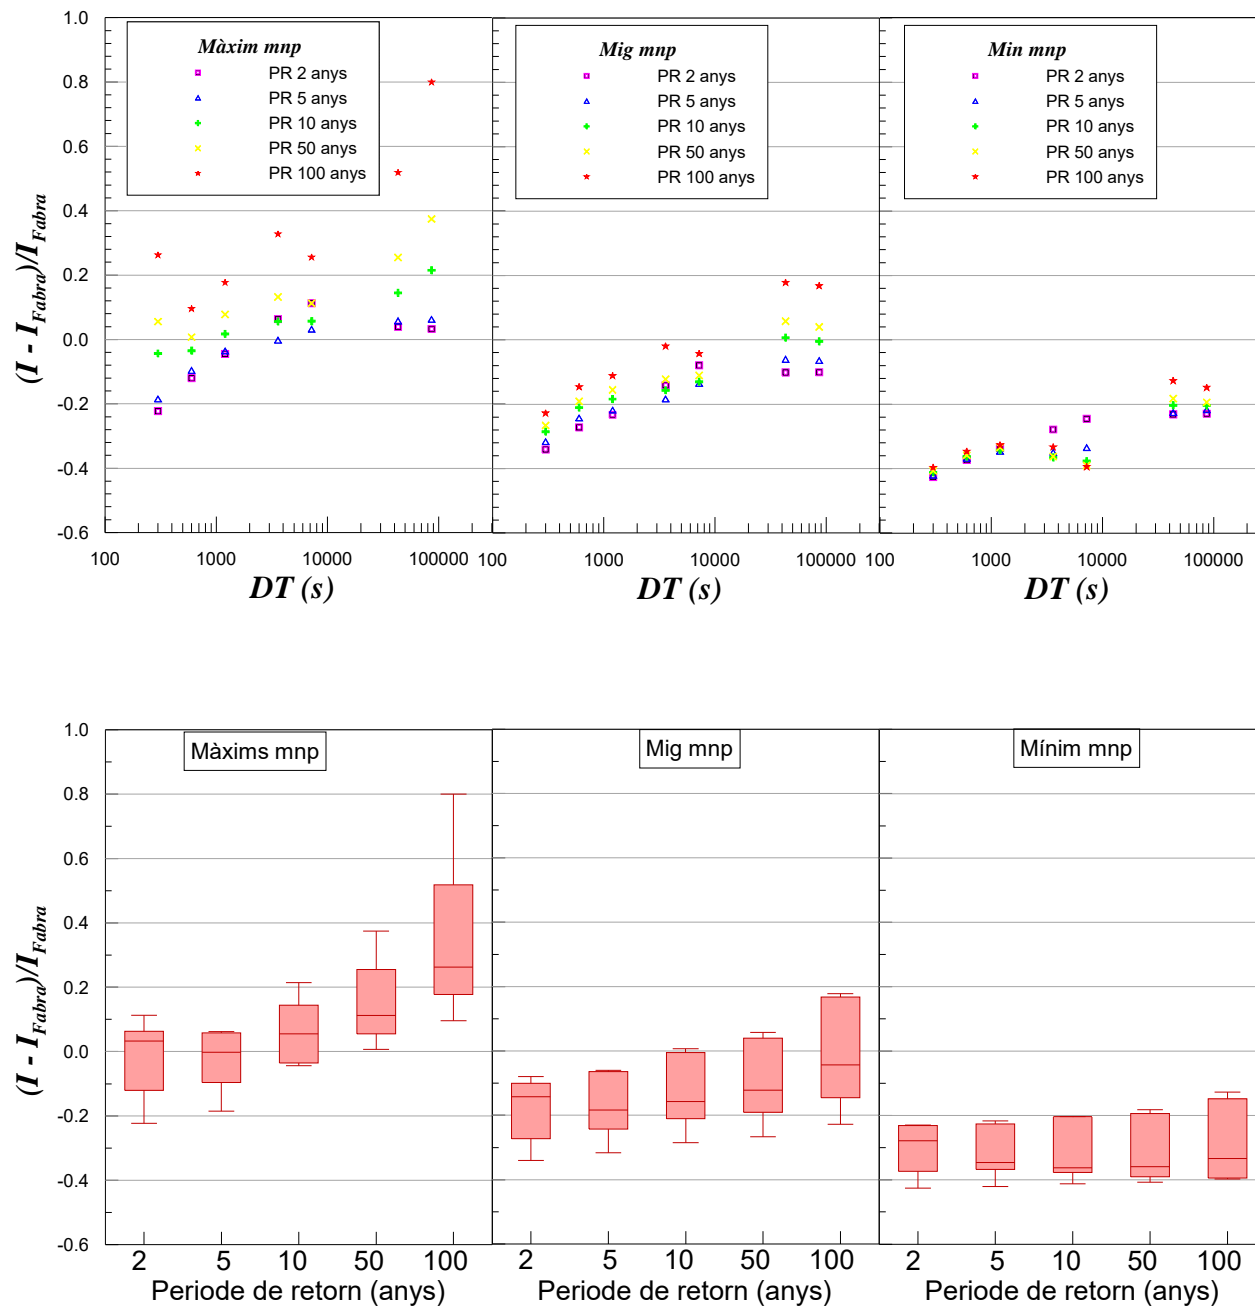 Màxim mnp
PR 2 anys
PR 5 anys
PR 10 anys
PR 50 anys
PR 100 anys
Mig mnp
PR 2 anys
PR 5 anys
PR 10 anys
PR 50 anys
PR 100 anys
Min mnp
PR 2 anys
PR 5 anys
PR 10 anys
PR 50 anys
PR 100 anys
1.0
0.8
0.6
0.4
0.2
0.0
-0.2
-0.4
-0.6
(I - I_Fabra)/I_Fabra
100 1000 10000 100000
100 1000 10000 100000
100 1000 10000 100000
DT (s)
DT (s)
DT (s)
Màxims mnp
Mig mnp
Mínim mnp
1.0
0.8
0.6
0.4
0.2
0.0
-0.2
-0.4
-0.6
(I - I_Fabra)/I_Fabra
2 5 10 50 100
2 5 10 50 100
2 5 10 50 100
Periode de retorn (anys)
Periode de retorn (anys)
Periode de retorn (anys)